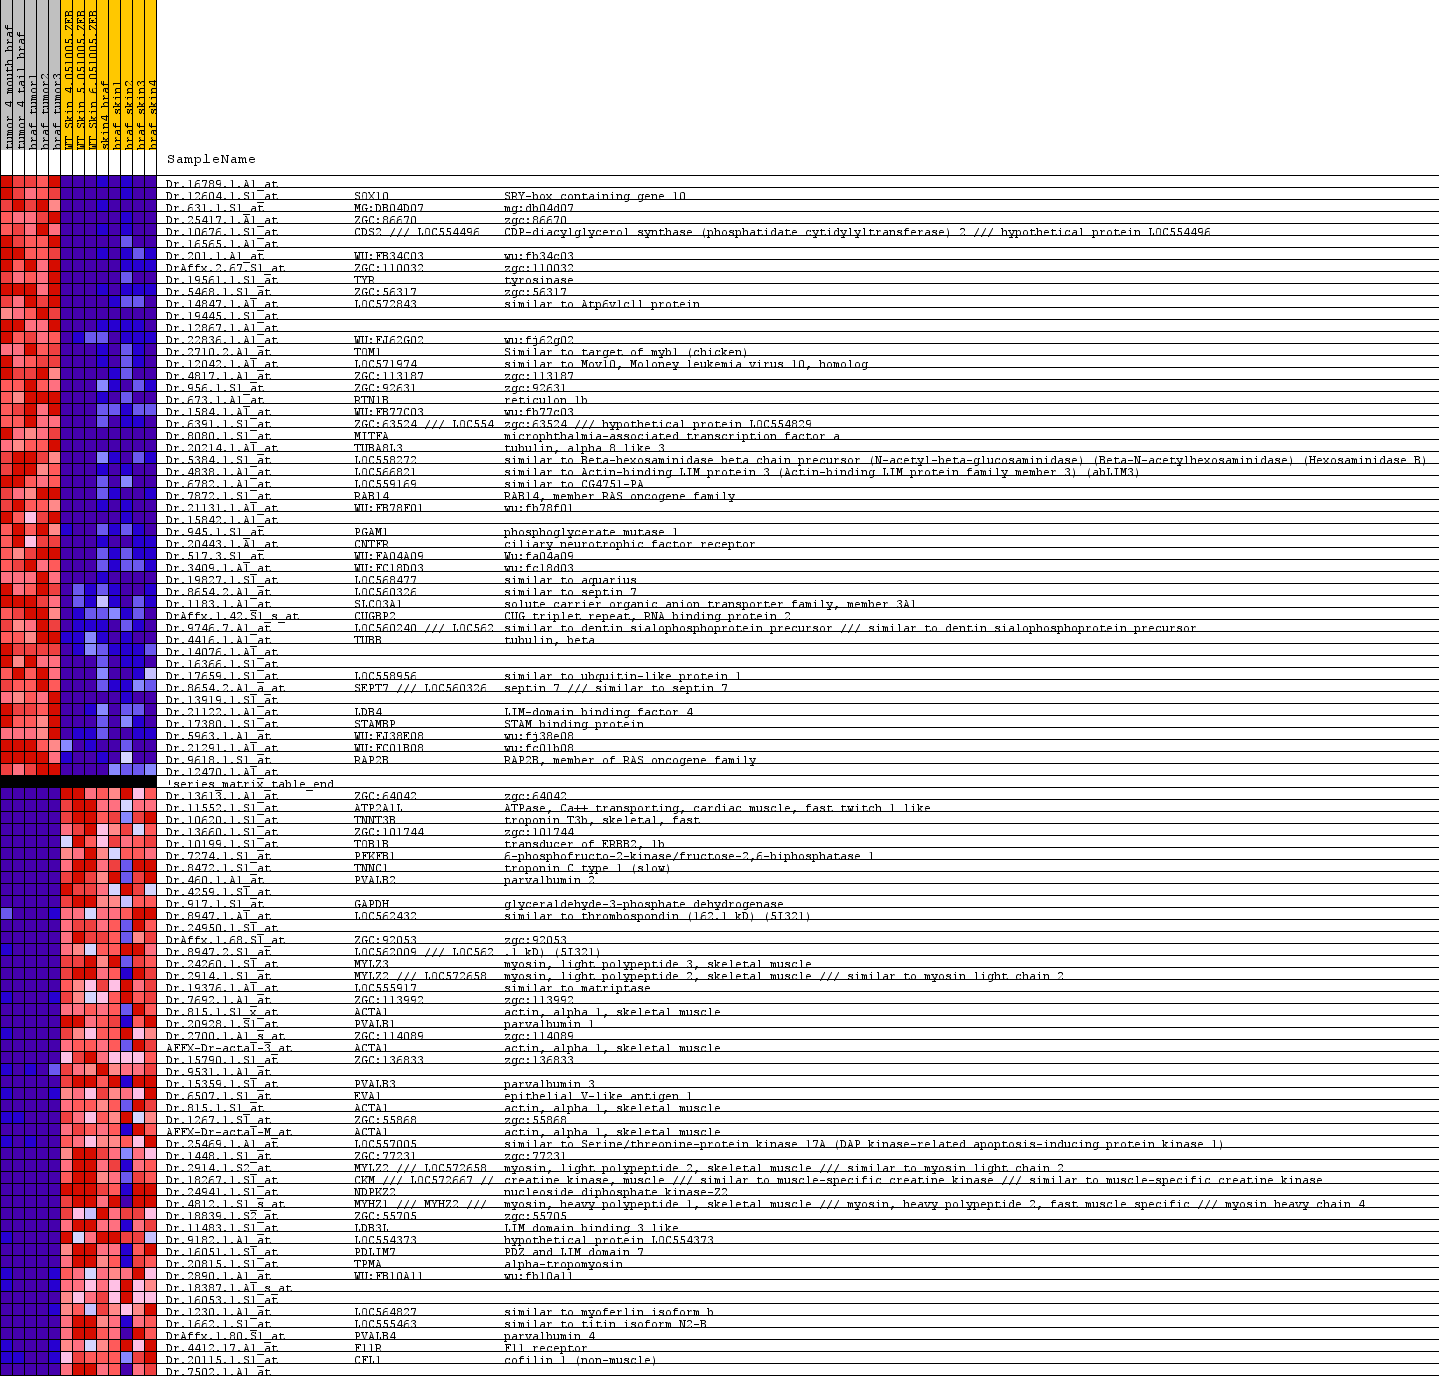 tumor 4 mouth braf
tumor 4 tail braf
braf tumor1
braf tumor2
braf tumor3
WT Skin 4.051005.ZEB
WT Skin 5.051005.ZEB
WT Skin 6.051005.ZEB
skin4 braf
braf skin1
braf skin2
braf skin3
braf skin4
SampleName
Dr.16789.1.A1_at
Dr.12604.1.S1_at SOX10 SRY-box containing gene 10
Dr.631.1.S1_at MG:DB04D07 mg:db04d07
Dr.25417.1.A1_at ZGC:86670 zgc:86670
Dr.10676.1.S1_at CDS2 /// LOC554496 CDP-diacylglycerol synthase (phosphatidate cytidylyltransferase) 2 /// hypothetical protein LOC554496
Dr.16565.1.A1_at
Dr.201.1.A1_at WU:FB34C03 wu:fb34c03
DrAffx.2.67.S1_at ZGC:110032 zgc:110032
Dr.19561.1.S1_at TYR tyrosinase
Dr.5468.1.S1_at ZGC:56317 zgc:56317
Dr.14847.1.A1_at LOC572843 similar to Atp6v1c11 protein
Dr.19445.1.S1_at
Dr.12867.1.A1_at
Dr.22836.1.A1_at WU:FJ62G02 wu:fj62g02
Dr.2710.2.A1_at TOM1 Similar to target of myb1 (chicken)
Dr.12042.1.A1_at LOC571974 similar to Mov10, Moloney leukemia virus 10, homolog
Dr.4817.1.A1_at ZGC:113187 zgc:113187
Dr.956.1.S1_at ZGC:92631 zgc:92631
Dr.673.1.A1_at RTN1B reticulon 1b
Dr.1584.1.A1_at WU:FB77C03 wu:fb77c03
Dr.6391.1.S1_at ZGC:63524 /// LOC554 zgc:63524 /// hypothetical protein LOC554829
Dr.8080.1.S1_at MITFA microphthalmia-associated transcription factor a
Dr.20214.1.A1_at TUBA8L3 tubulin, alpha 8 like 3
Dr.5384.1.S1_at LOC558272 similar to Beta-hexosaminidase beta chain precursor (N-acetyl-beta-glucosaminidase) (Beta-N-acetylhexosaminidase) (Hexosaminidase B)
Dr.4838.1.A1_at LOC566821 similar to Actin-binding LIM protein 3 (Actin-binding LIM protein family member 3) (abLIM3)
Dr.6782.1.A1_at LOC559169 similar to CG4751-PA
Dr.7872.1.S1_at RAB14 RAB14, member RAS oncogene family
Dr.21131.1.A1_at WU:FB78F01 wu:fb78f01
Dr.15842.1.A1_at
Dr.945.1.S1_at PGAM1 phosphoglycerate mutase 1
Dr.20443.1.A1_at CNTFR ciliary neurotrophic factor receptor
Dr.517.3.S1_at WU:FA04A09 Wu:fa04a09
Dr.3409.1.A1_at WU:FC18D03 wu:fc18d03
Dr.19827.1.S1_at LOC568477 similar to aquarius
Dr.8654.2.A1_at LOC560326 similar to septin 7
Dr.1183.1.A1_at SLCO3A1 solute carrier organic anion transporter family, member 3A1
DrAffx.1.42.S1_s_at CUGBP2 CUG triplet repeat, RNA binding protein 2
Dr.9746.7.A1_at LOC560240 /// LOC562 similar to dentin sialophosphoprotein precursor /// similar to dentin sialophosphoprotein precursor
Dr.4416.1.A1_at TUBB tubulin, beta
Dr.14076.1.A1_at
Dr.16366.1.S1_at
Dr.17659.1.S1_at LOC558956 similar to ubquitin-like protein 1
Dr.8654.2.A1_a_at SEPT7 /// LOC560326 septin 7 /// similar to septin 7
Dr.13919.1.S1_at
Dr.21122.1.A1_at LDB4 LIM-domain binding factor 4
Dr.17380.1.S1_at STAMBP STAM binding protein
Dr.5963.1.A1_at WU:FJ38E08 wu:fj38e08
Dr.21291.1.A1_at WU:FC01B08 wu:fc01b08
Dr.9618.1.S1_at RAP2B RAP2B, member of RAS oncogene family
Dr.12470.1.A1_at
!series_matrix_table_end
Dr.13613.1.A1_at ZGC:64042 zgc:64042
Dr.11552.1.S1_at ATP2A1L ATPase, Ca++ transporting, cardiac muscle, fast twitch 1 like
Dr.10620.1.S1_at TNNT3B troponin T3b, skeletal, fast
Dr.13660.1.S1_at ZGC:101744 zgc:101744
Dr.10199.1.S1_at TOB1B transducer of ERBB2, 1b
Dr.7274.1.S1_at PFKFB1 6-phosphofructo-2-kinase/fructose-2,6-biphosphatase 1
Dr.8472.1.S1_at TNNC1 troponin C type 1 (slow)
Dr.460.1.A1_at PVALB2 parvalbumin 2
Dr.4259.1.S1_at
Dr.917.1.S1_at GAPDH glyceraldehyde-3-phosphate dehydrogenase
Dr.8947.1.A1_at LOC562432 similar to thrombospondin (162.1 kD) (5I321)
Dr.24950.1.S1_at
DrAffx.1.68.S1_at ZGC:92053 zgc:92053
Dr.8947.2.S1_at LOC562009 /// LOC562 .1 kD) (5I321)
Dr.24260.1.S1_at MYLZ3 myosin, light polypeptide 3, skeletal muscle
Dr.2914.1.S1_at MYLZ2 /// LOC572658 myosin, light polypeptide 2, skeletal muscle /// similar to myosin light chain 2
Dr.19376.1.A1_at LOC555917 similar to matriptase
Dr.7692.1.A1_at ZGC:113992 zgc:113992
Dr.815.1.S1_x_at ACTA1 actin, alpha 1, skeletal muscle
Dr.20928.1.S1_at PVALB1 parvalbumin 1
Dr.2700.1.A1_s_at ZGC:114089 zgc:114089
AFFX-Dr-acta1-3_at ACTA1 actin, alpha 1, skeletal muscle
Dr.15790.1.S1_at ZGC:136833 zgc:136833
Dr.9531.1.A1_at
Dr.15359.1.S1_at PVALB3 parvalbumin 3
Dr.6507.1.S1_at EVA1 epithelial V-like antigen 1
Dr.815.1.S1_at ACTA1 actin, alpha 1, skeletal muscle
Dr.1267.1.S1_at ZGC:55868 zgc:55868
AFFX-Dr-acta1-M_at ACTA1 actin, alpha 1, skeletal muscle
Dr.25469.1.A1_at LOC557005 similar to Serine/threonine-protein kinase 17A (DAP kinase-related apoptosis-inducing protein kinase 1)
Dr.1448.1.S1_at ZGC:77231 zgc:77231
Dr.2914.1.S2_at MYLZ2 /// LOC572658 myosin, light polypeptide 2, skeletal muscle /// similar to myosin light chain 2
Dr.18267.1.S1_at CKM /// LOC572667 // creatine kinase, muscle /// similar to muscle-specific creatine kinase /// similar to muscle-specific creatine kinase
Dr.24941.1.S1_at NDPKZ2 nucleoside diphosphate kinase-Z2
Dr.4812.1.S1_s_at MYHZ1 /// MYHZ2 /// myosin, heavy polypeptide 1, skeletal muscle /// myosin, heavy polypeptide 2, fast muscle specific /// myosin heavy chain 4
Dr.18839.1.S2_at ZGC:55705 zgc:55705
Dr.11483.1.S1_at LDB3L LIM domain binding 3 like
Dr.9182.1.A1_at LOC554373 hypothetical protein LOC554373
Dr.16051.1.S1_at PDLIM7 PDZ and LIM domain 7
Dr.20815.1.S1_at TPMA alpha-tropomyosin
Dr.2890.1.A1_at WU:FB10A11 wu:fb10a11
Dr.18387.1.A1_s_at
Dr.16053.1.S1_at
Dr.1230.1.A1_at LOC564827 similar to myoferlin isoform b
Dr.1662.1.S1_at LOC555463 similar to titin isoform N2-B
DrAffx.1.80.S1_at PVALB4 parvalbumin 4
Dr.4412.17.A1_at F11R F11 receptor
Dr.20115.1.S1_at CFL1 cofilin 1 (non-muscle)
Dr.7502.1.A1_at